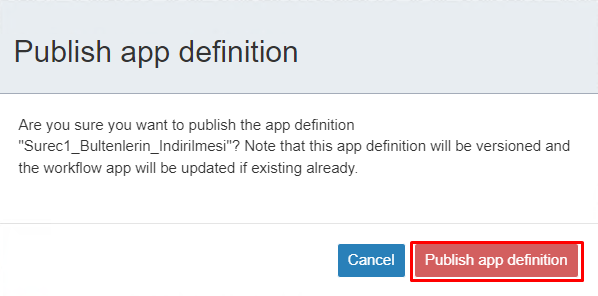 Publish app definition
Are you sure you want to publish the app definition
"Surec1_Bultenlerin_Indirilmesi"? Note that this app definition will be versioned and
the workflow app will be updated if existing already.
Cancel
Publish app definition